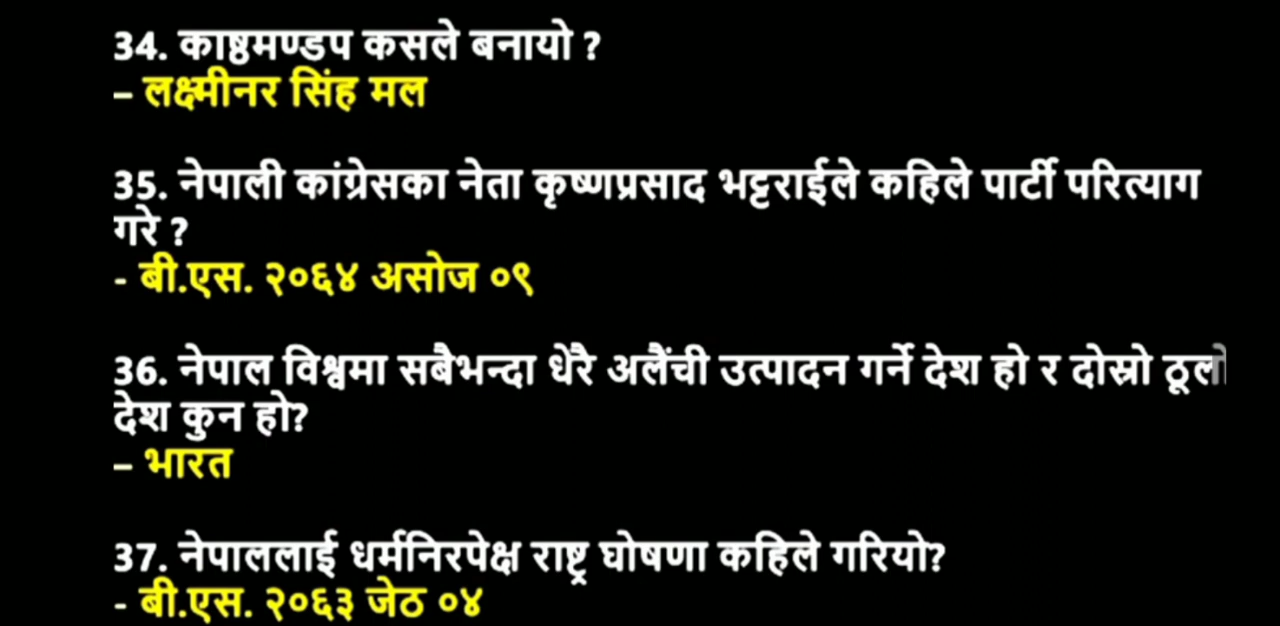 34. काष्ठमण्डप कसले बनायो ?
– लक्ष्मीनर सिंह मल
35. नेपाली कांग्रेसका नेता कृष्णप्रसाद भट्टराईले कहिले पार्टी परित्याग
गरे ?
- बी.एस. २०६४ असोज ०९
36. नेपाल विश्वमा सबैभन्दा धेरै अलैंची उत्पादन गर्ने देश हो र दोस्रो ठूलो
देश कुन हो?
– भारत
37. नेपाललाई धर्मनिरपेक्ष राष्ट्र घोषणा कहिले गरियो?
- बी.एस. २०६३ जेठ ०४